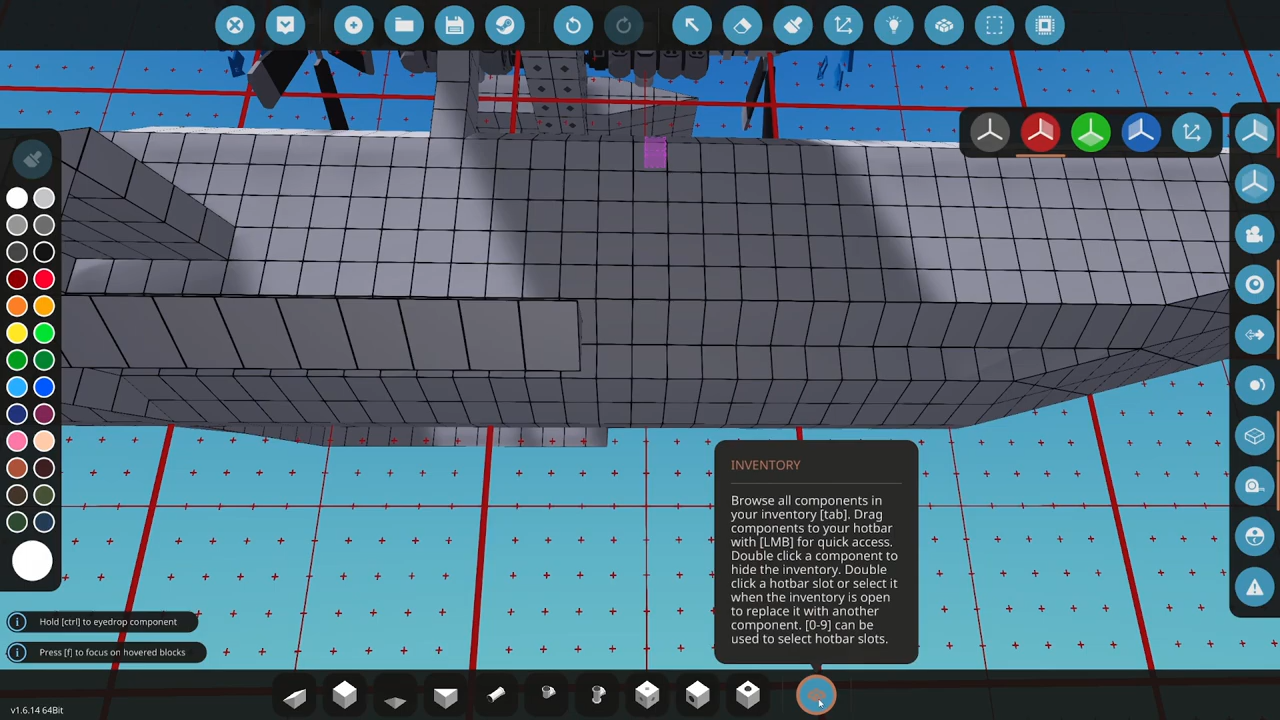 INVENTORY
Browse all components in
your inventory [tab]. Drag
components to your hotbar
with [LMB] for quick access.
Double click a component to
hide the inventory. Double
click a hotbar slot or select it
when the inventory is open
to replace it with another
component. [0-9] can be
used to select hotbar slots.
Hold [ctrl] to eyedrop component
Press [f] to focus on hovered blocks
v1.6.14 64Bit